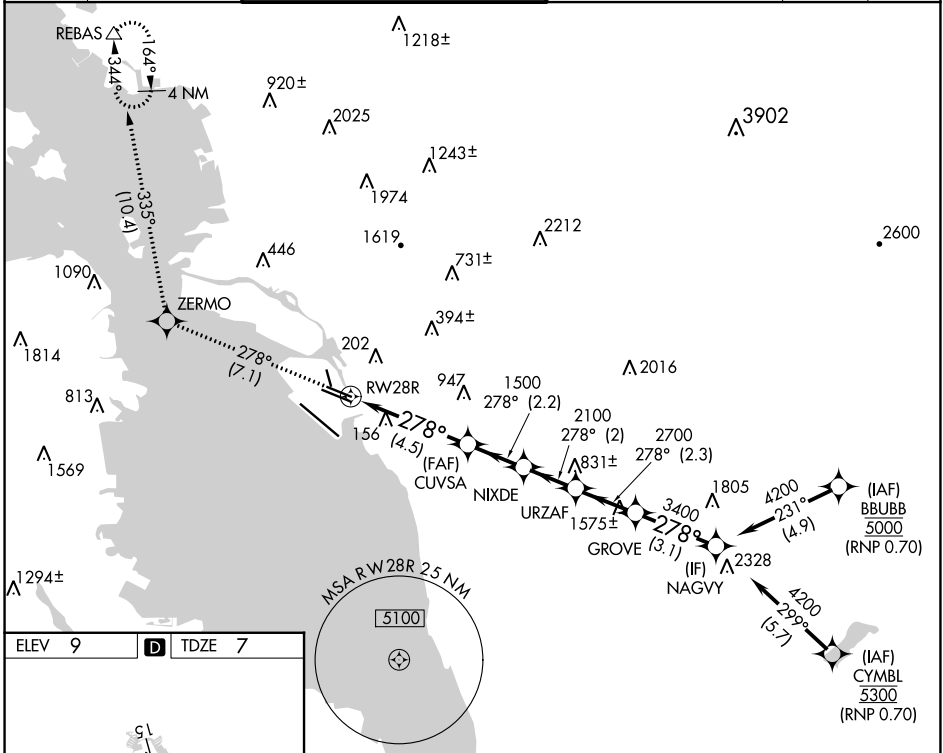 REBAS
344°
164°
4 NM
1218±
920±
2025
3902
1243±
1974
335°
(10.4)
1619
2212
2600
446
731±
1090
ZERMO
394±
1814
278°
(7.1)
202
RW28R
947
1500
278° (2.2)
2016
813
156
278°
(4.5)
2100
278° (2)
2700
278° (2.3)
1569
(FAF)
CUVSA
NIXDE
831±
URZAF
1575±
GROVE
3400
278°
(3.1)
1805
4200
231°
(4.9)
(IAF)
BBUBB
5000
(RNP 0.70)
(IF)
NAGVY
2328
1294±
MSA RW28R 25 NM
5100
4200
299°
(5.7)
(IAF)
CYMBL
5300
(RNP 0.70)
ELEV 9
D
TDZE 7
15